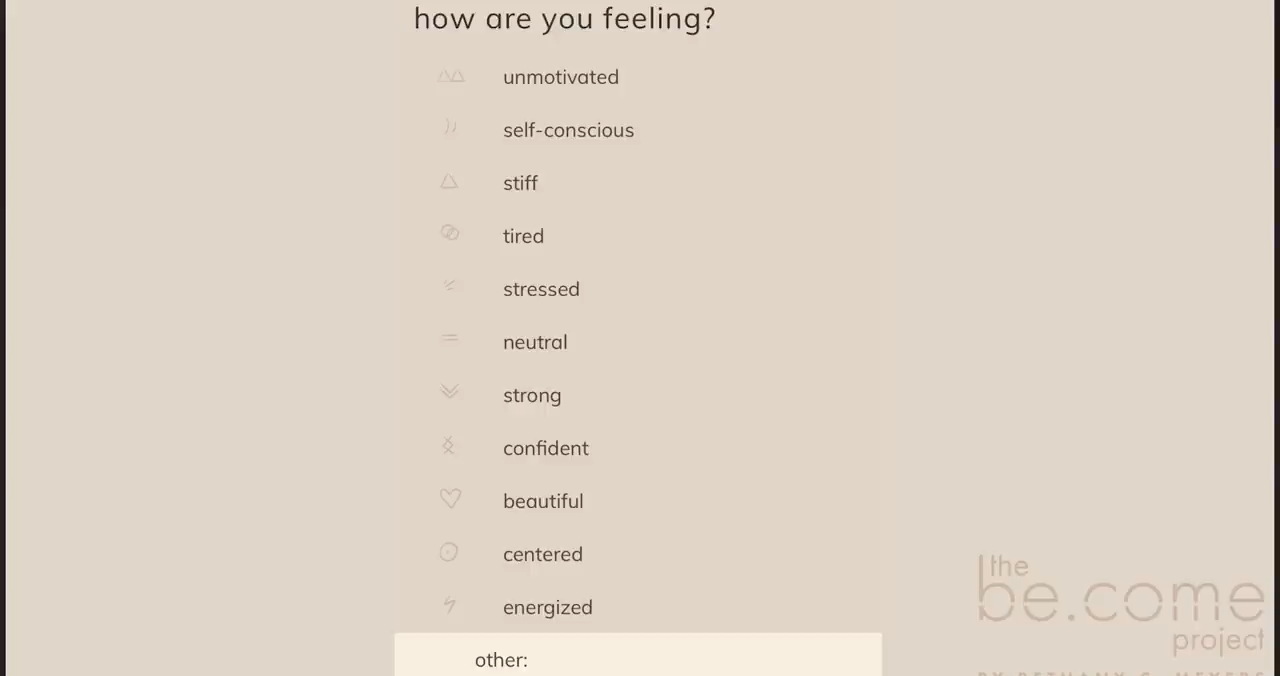 how are you feeling?
unmotivated
self-conscious
stiff
tired
stressed
neutral
strong
confident
beautiful
centered
energized
other:
the
be.come
project